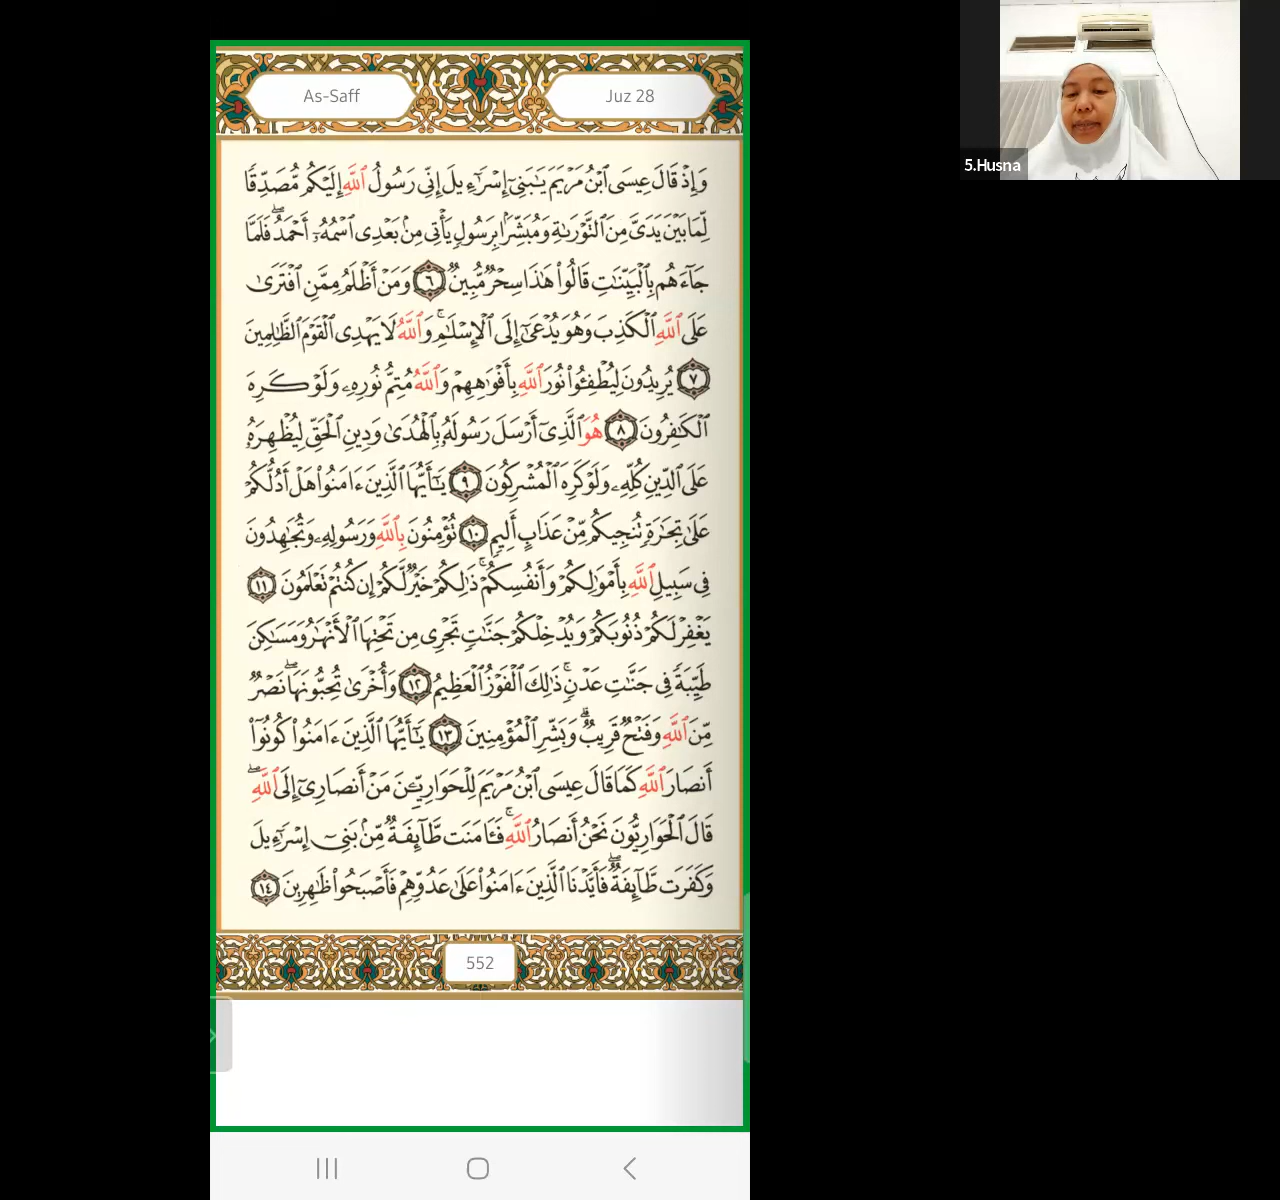 As-Saff
Juz 28
وَإِذْ قَالَ عِيسَى ٱبْنُ مَرْيَمَ يَـٰبَنِىٓ إِسْرَٰٓءِيلَ إِنِّى رَسُولُ ٱللَّهِ إِلَيْكُم مُّصَدِّقًا
لِّمَا بَيْنَ يَدَىَّ مِنَ ٱلتَّوْرَىٰةِ وَمُبَشِّرًۢا بِرَسُولٍ يَأْتِى مِنۢ بَعْدِى ٱسْمُهُۥٓ أَحْمَدُ ۖ فَلَمَّا
جَآءَهُم بِٱلْبَيِّنَـٰتِ قَالُوا۟ هَـٰذَا سِحْرٌ مُّبِينٌ ٦ وَمَنْ أَظْلَمُ مِمَّنِ ٱفْتَرَىٰ
عَلَى ٱللَّهِ ٱلْكَذِبَ وَهُوَ يُدْعَىٰٓ إِلَى ٱلْإِسْلَـٰمِ ۚ وَٱللَّهُ لَا يَهْدِى ٱلْقَوْمَ ٱلظَّـٰلِمِينَ
٧ يُرِيدُونَ لِيُطْفِـُٔوا۟ نُورَ ٱللَّهِ بِأَفْوَٰهِهِمْ وَٱللَّهُ مُتِمُّ نُورِهِۦ وَلَوْ كَرِهَ
ٱلْكَـٰفِرُونَ ٨ هُوَ ٱلَّذِىٓ أَرْسَلَ رَسُولَهُۥ بِٱلْهُدَىٰ وَدِينِ ٱلْحَقِّ لِيُظْهِرَهُۥ
عَلَى ٱلدِّينِ كُلِّهِۦ وَلَوْ كَرِهَ ٱلْمُشْرِكُونَ ٩ يَـٰٓأَيُّهَا ٱلَّذِينَ ءَامَنُوا۟ هَلْ أَدُلُّكُمْ
عَلَىٰ تِجَـٰرَةٍ تُنجِيكُم مِّنْ عَذَابٍ أَلِيمٍ ١٠ تُؤْمِنُونَ بِٱللَّهِ وَرَسُولِهِۦ وَتُجَـٰهِدُونَ
فِى سَبِيلِ ٱللَّهِ بِأَمْوَٰلِكُمْ وَأَنفُسِكُمْ ۚ ذَٰلِكُمْ خَيْرٌ لَّكُمْ إِن كُنتُمْ تَعْلَمُونَ ١١
يَغْفِرْ لَكُمْ ذُنُوبَكُمْ وَيُدْخِلْكُمْ جَنَّـٰتٍ تَجْرِى مِن تَحْتِهَا ٱلْأَنْهَـٰرُ وَمَسَـٰكِنَ
طَيِّبَةً فِى جَنَّـٰتِ عَدْنٍ ۚ ذَٰلِكَ ٱلْفَوْزُ ٱلْعَظِيمُ ١٢ وَأُخْرَىٰ تُحِبُّونَهَا ۖ نَصْرٌ
مِّنَ ٱللَّهِ وَفَتْحٌ قَرِيبٌ ۗ وَبَشِّرِ ٱلْمُؤْمِنِينَ ١٣ يَـٰٓأَيُّهَا ٱلَّذِينَ ءَامَنُوا۟ كُونُوٓا۟
أَنصَارَ ٱللَّهِ كَمَا قَالَ عِيسَى ٱبْنُ مَرْيَمَ لِلْحَوَارِيِّـۧنَ مَنْ أَنصَارِىٓ إِلَى ٱللَّهِ ۖ
قَالَ ٱلْحَوَارِيُّونَ نَحْنُ أَنصَارُ ٱللَّهِ ۖ فَـَٔامَنَت طَّآئِفَةٌ مِّنۢ بَنِىٓ إِسْرَٰٓءِيلَ
وَكَفَرَت طَّآئِفَةٌ ۖ فَأَيَّدْنَا ٱلَّذِينَ ءَامَنُوا۟ عَلَىٰ عَدُوِّهِمْ فَأَصْبَحُوا۟ ظَـٰهِرِينَ ١٤
552
5.Husna